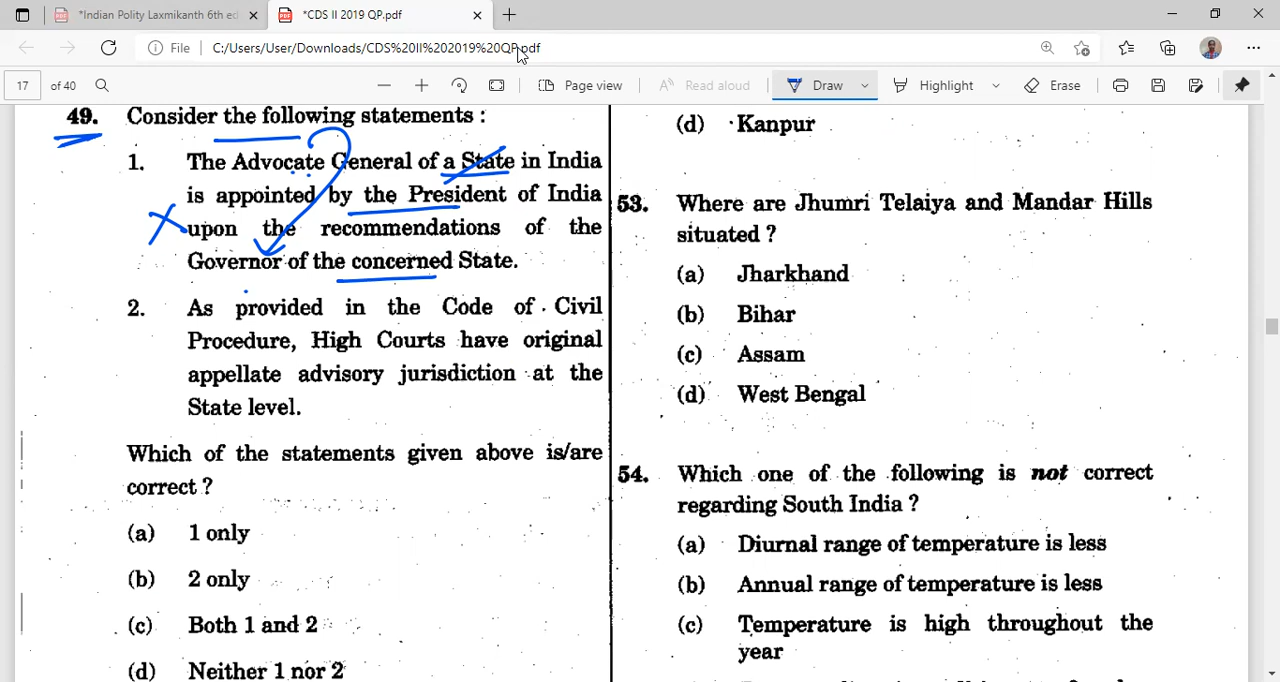 *Indian Polity Laxmikanth 6th ed
*CDS II 2019 QP.pdf
File
C:/Users/User/Downloads/CDS%20II%202019%20QP.pdf
17 of 40
Page view
Read aloud
Draw
Highlight
Erase
49. Consider the following statements :
1. The Advocate General of a State in India
is appointed by the President of India
upon the recommendations of the
Governor of the concerned State.
2. As provided in the Code of Civil
Procedure, High Courts have original
appellate advisory jurisdiction at the
State level.
Which of the statements given above is/are
correct ?
(a) 1 only
(b) 2 only
(c) Both 1 and 2
(d) Neither 1 nor 2
(d) Kanpur
53. Where are Jhumri Telaiya and Mandar Hills
situated ?
(a) Jharkhand
(b) Bihar
(c) Assam
(d) West Bengal
54. Which one of the following is not correct
regarding South India ?
(a) Diurnal range of temperature is less
(b) Annual range of temperature is less
(c) Temperature is high throughout the
year